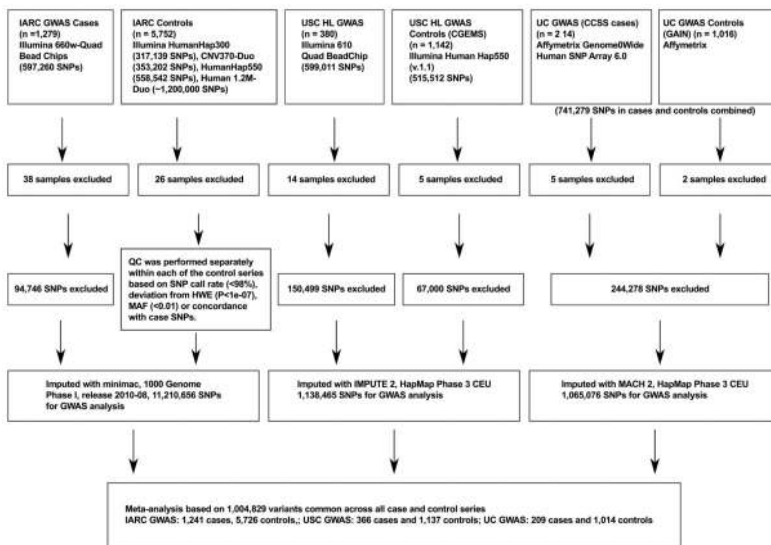 IARC GWAS Cases
(n =1,279)
Illumina 660w-Quad
Bead Chips
(597,260 SNPs)
IARC Controls
(n = 5,752)
Illumina HumanHap300
(317,139 SNPs), CNV370-Duo
(353,202 SNPs), HumanHap550
(558,542 SNPs), Human 1.2M-
Duo (~1,200,000 SNPs)
USC HL GWAS
(n = 380)
Illumina 610
Quad BeadChip
(599,011 SNPs)
USC HL GWAS
Controls (CGEMS)
(n = 1,142)
Illumina Human Hap550
(v.1.1)
(515,512 SNPs)
UC GWAS (CCSS cases)
(n = 2 14)
Affymetrix Genome0Wide
Human SNP Array 6.0
UC GWAS Controls
(GAIN) (n = 1,016)
Affymetrix
(741,279 SNPs in cases and controls combined)
38 samples excluded
26 samples excluded
14 samples excluded
5 samples excluded
5 samples excluded
2 samples excluded
94,746 SNPs excluded
QC was performed separately
within each of the control series
based on SNP call rate (<98%),
deviation from HWE (P<1e-07),
MAF (<0.01) or concordance
with case SNPs.
150,499 SNPs excluded
67,000 SNPs excluded
244,278 SNPs excluded
Imputed with minimac, 1000 Genome
Phase I, release 2010-08, 11,210,656 SNPs
for GWAS analysis
Imputed with IMPUTE 2, HapMap Phase 3 CEU
1,138,465 SNPs for GWAS analysis
Imputed with MACH 2, HapMap Phase 3 CEU
1,065,076 SNPs for GWAS analysis
Meta-analysis based on 1,004,829 variants common across all case and control series
IARC GWAS: 1,241 cases, 5,726 controls,; USC GWAS: 366 cases and 1,137 controls; UC GWAS: 209 cases and 1,014 controls